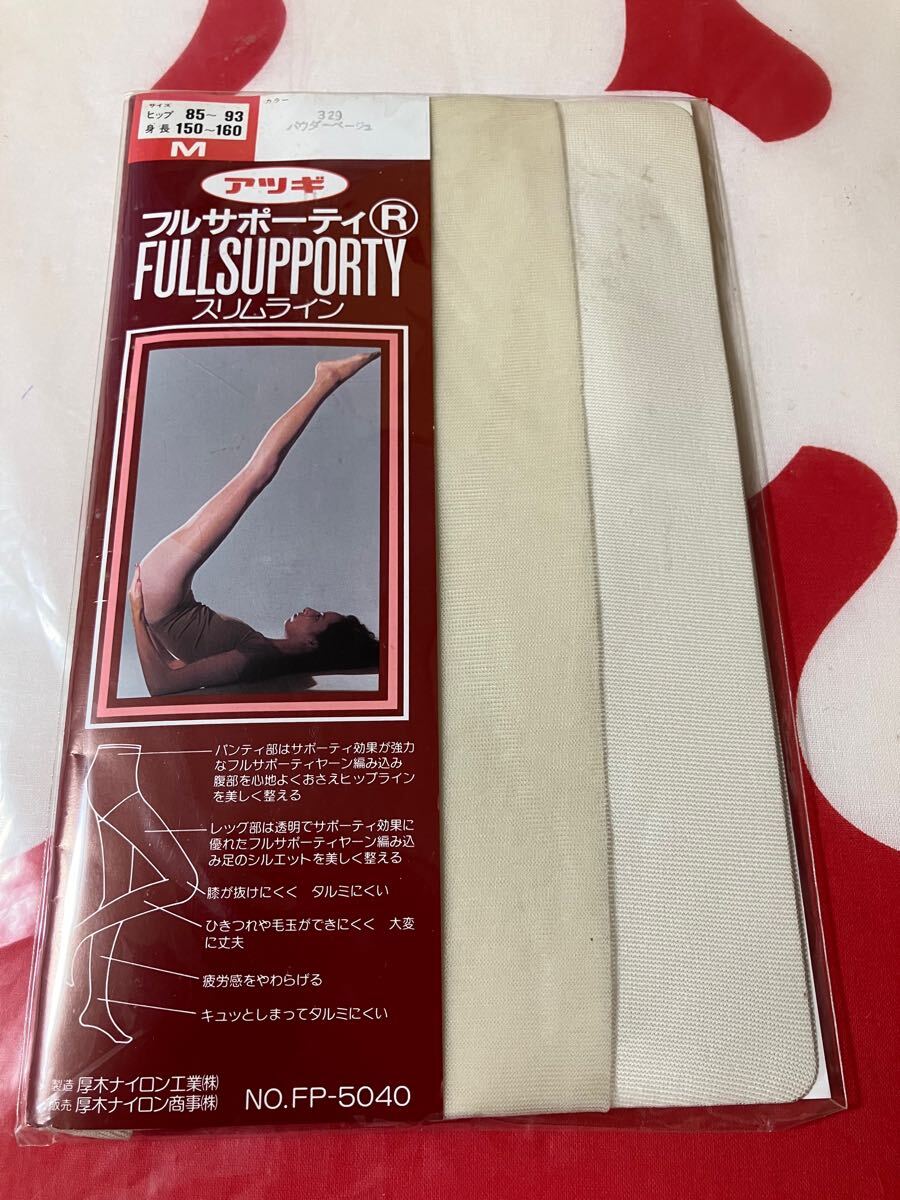 サイズ
ヒップ 85～93
身長 150～160
M
カラー
329
パウダーベージュ
アツギ
フルサポーティ®
FULLSUPPORTY
スリムライン
パンティ部はサポーティ効果が強力
なフルサポーティヤーン編み込み
腹部を心地よくおさえヒップライン
を美しく整える
レッグ部は透明でサポーティ効果に
優れたフルサポーティヤーン編み込
み足のシルエットを美しく整える
膝が抜けにくく タルミにくい
ひきつれや毛玉ができにくく 大変
に丈夫
疲労感をやわらげる
キュッとしまってタルミにくい
製造 厚木ナイロン工業㈱
販売 厚木ナイロン商事㈱
NO.FP-5040